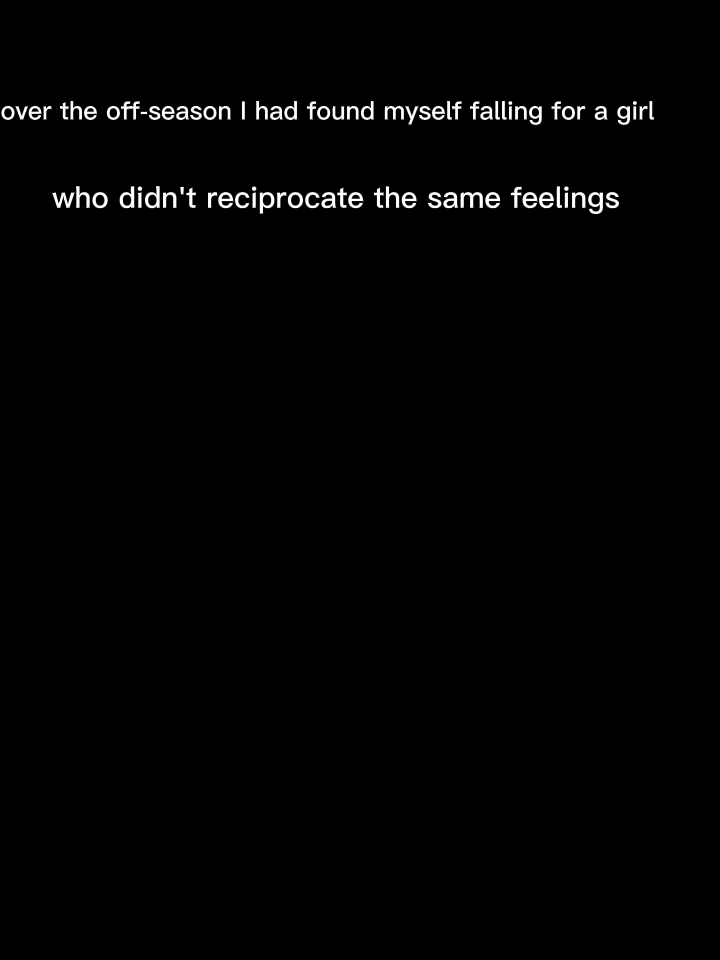 over the off-season I had found myself falling for a girl
who didn't reciprocate the same feelings